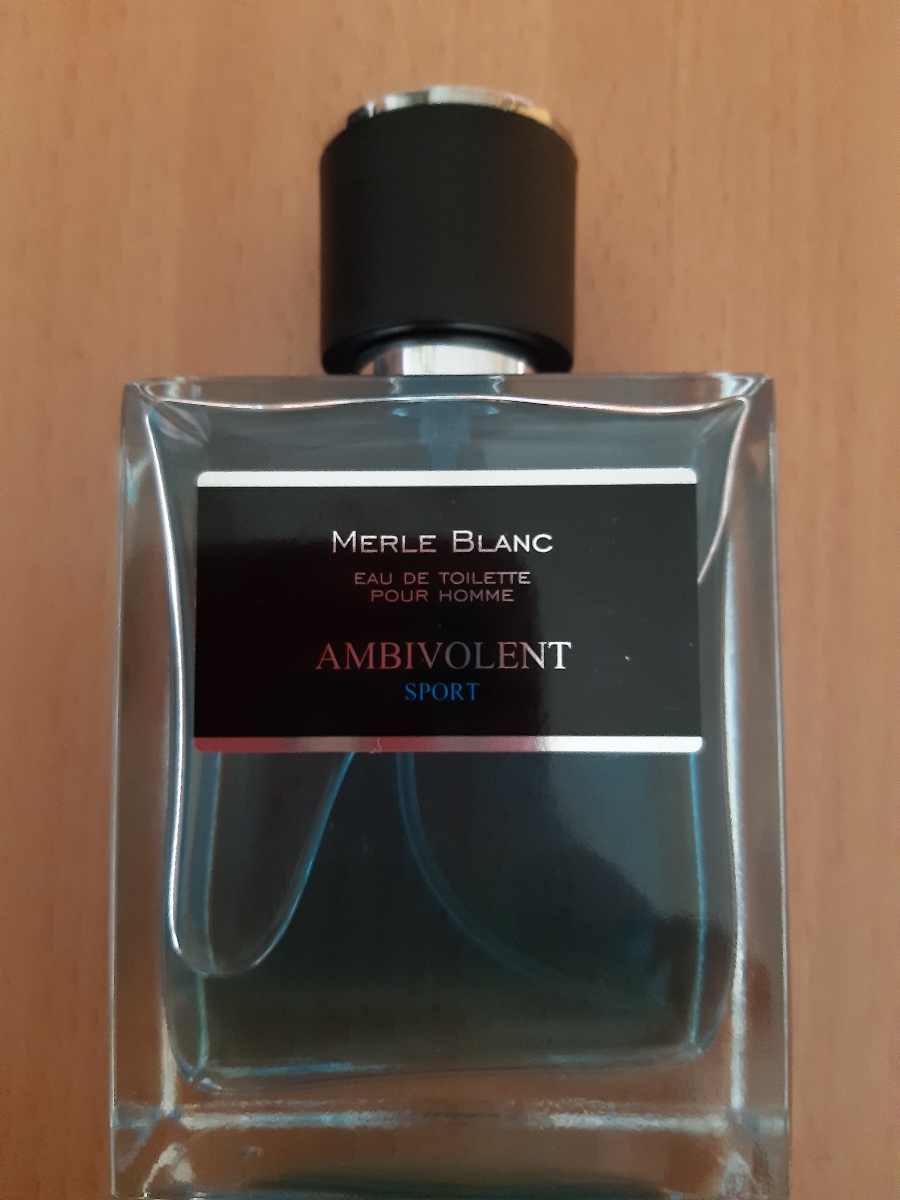 MERLE BLANC
EAU DE TOILETTE
POUR HOMME
AMBIVOLENT
SPORT